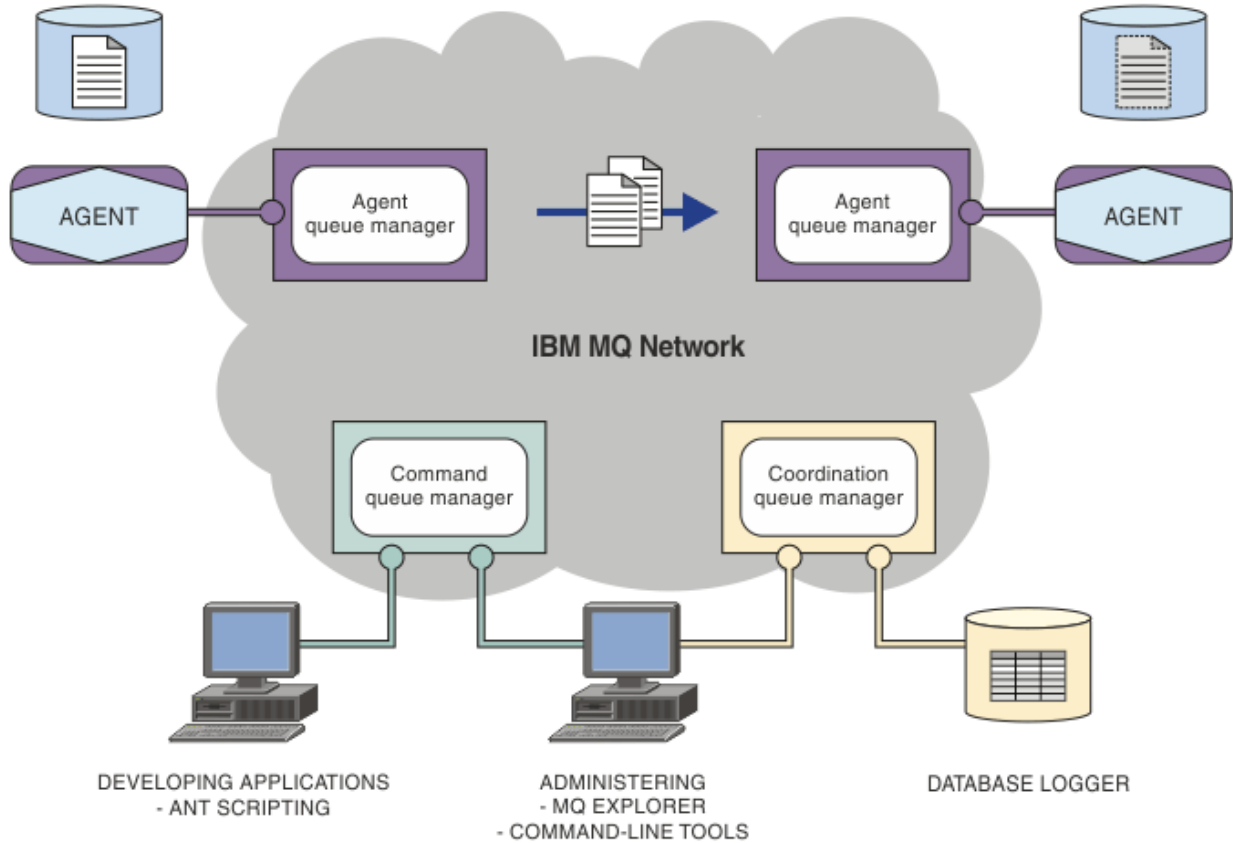 AGENT
Agent
queue manager
Agent
queue manager
AGENT
IBM MQ Network
Command
queue manager
Coordination
queue manager
DEVELOPING APPLICATIONS
- ANT SCRIPTING
ADMINISTERING
- MQ EXPLORER
- COMMAND-LINE TOOLS
DATABASE LOGGER